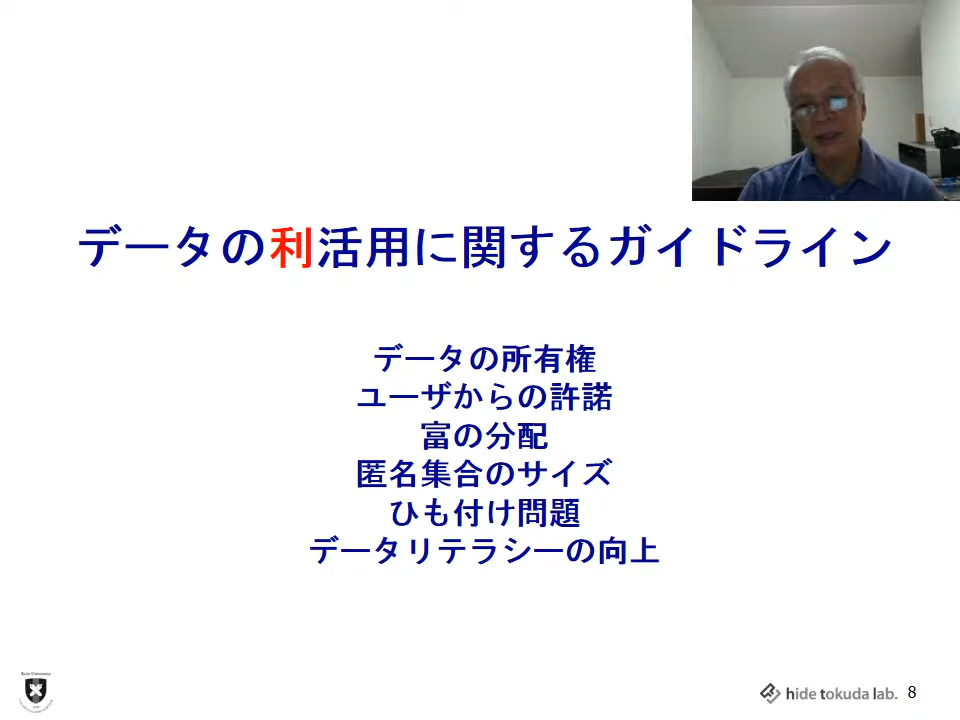 データの利活用に関するガイドライン
データの所有権
ユーザからの許諾
富の分配
匿名集合のサイズ
ひも付け問題
データリテラシーの向上
hide tokuda lab. 8